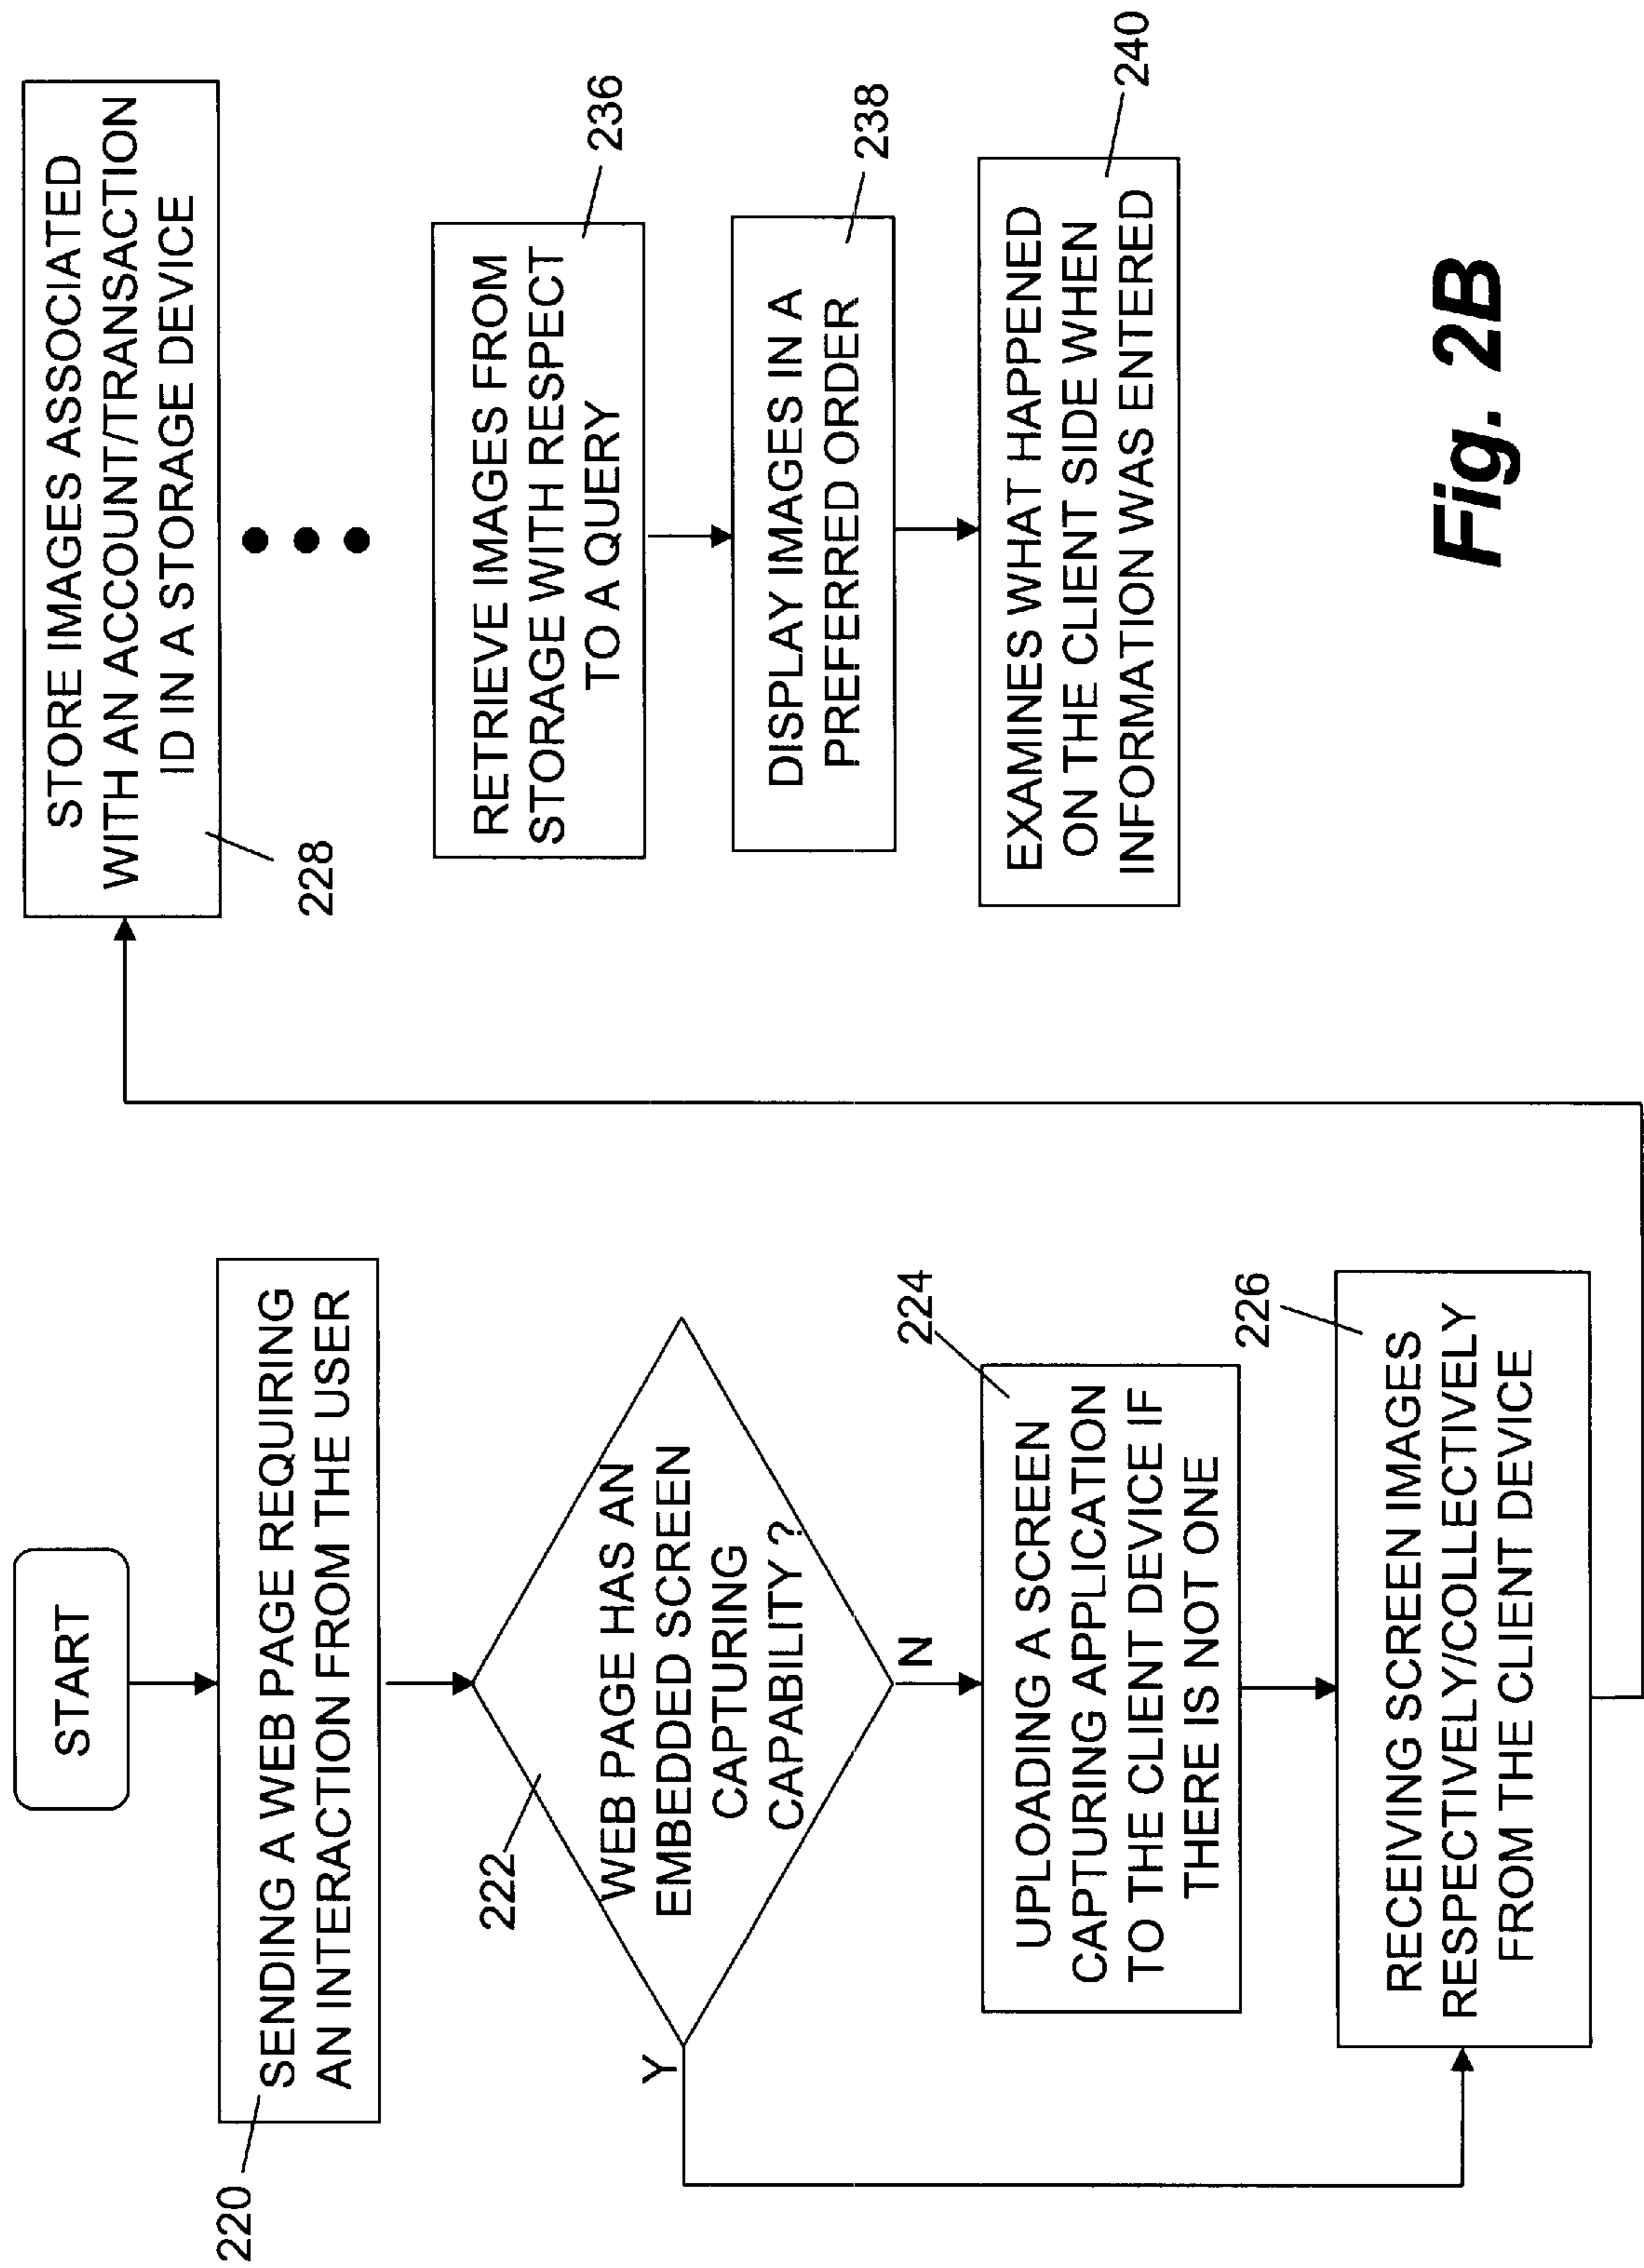 START
220
SENDING A WEB PAGE REQUIRING
AN INTERACTION FROM THE USER
222
WEB PAGE HAS AN
EMBEDDED SCREEN
CAPTURING
CAPABILITY ?
Y
N
224
UPLOADING A SCREEN
CAPTURING APPLICATION
TO THE CLIENT DEVICE IF
THERE IS NOT ONE
226
RECEIVING SCREEN IMAGES
RESPECTIVELY/COLLECTIVELY
FROM THE CLIENT DEVICE
STORE IMAGES ASSOCIATED
WITH AN ACCOUNT/TRANSACTION
ID IN A STORAGE DEVICE
228
RETRIEVE IMAGES FROM
STORAGE WITH RESPECT
TO A QUERY
236
DISPLAY IMAGES IN A
PREFERRED ORDER
238
EXAMINES WHAT HAPPENED
ON THE CLIENT SIDE WHEN
INFORMATION WAS ENTERED
240
Fig. 2B